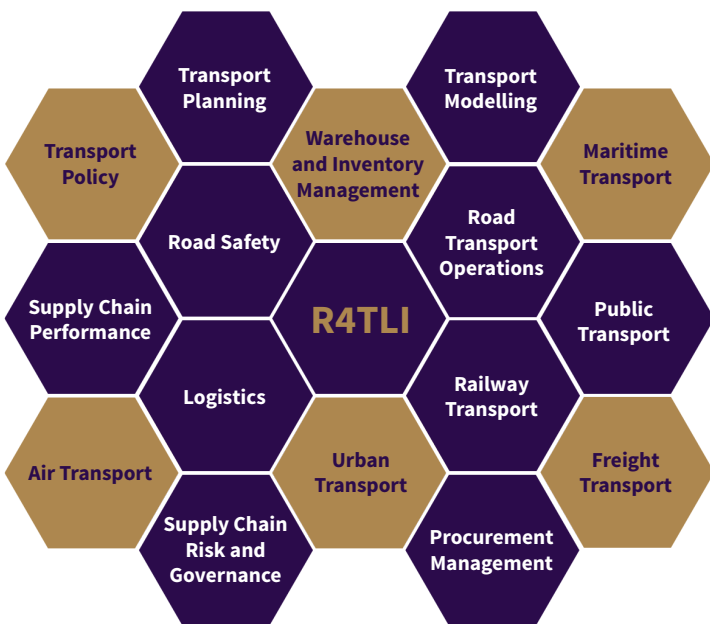 Transport
Planning
Transport
Modelling
Transport
Policy
Warehouse
and Inventory
Management
Maritime
Transport
Road Safety
Road
Transport
Operations
Supply Chain
Performance
R4TLI
Public
Transport
Logistics
Railway
Transport
Air Transport
Urban
Transport
Freight
Transport
Supply Chain
Risk and
Governance
Procurement
Management